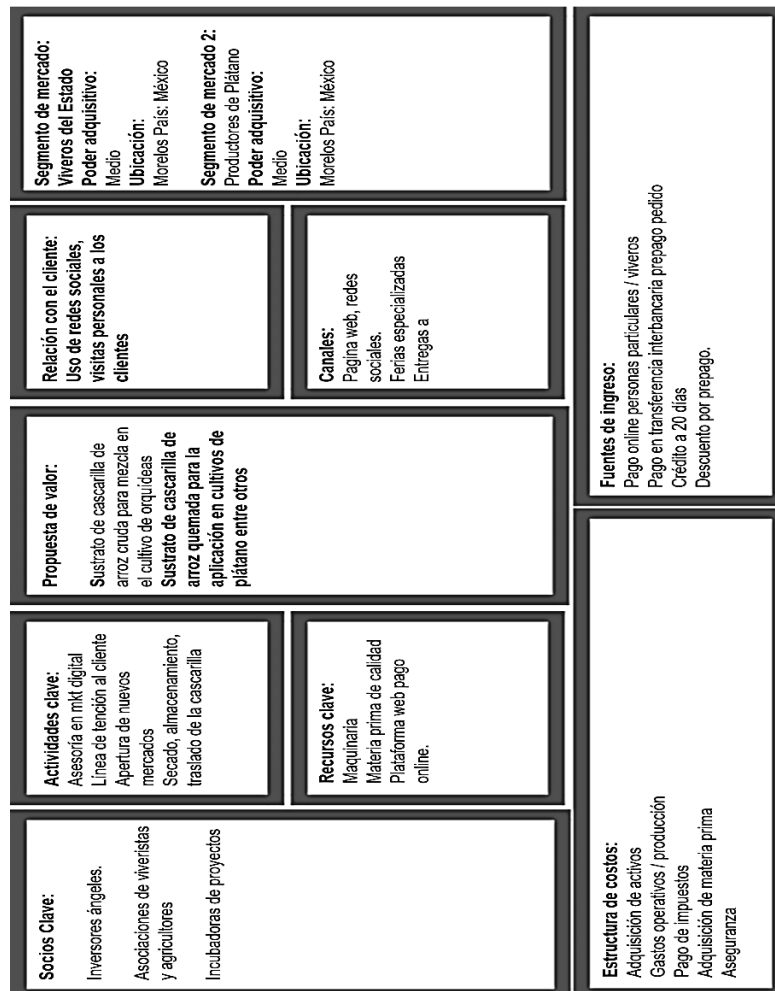 Socios Clave:
Inversores ángeles.
Asociaciones de viveristas
y agricultores
Incubadoras de proyectos
Actividades clave:
Asesoría en mkt digital
Línea de tención al cliente
Apertura de nuevos
mercados
Secado, almacenamiento,
traslado de la cascarilla
Recursos clave:
Maquinaria
Materia prima de calidad
Plataforma web pago
online.
Propuesta de valor:
Sustrato de cascarilla de
arroz cruda para mezcla en
el cultivo de orquídeas
Sustrato de cascarilla de
arroz quemada para la
aplicación en cultivos de
plátano entre otros
Relación con el cliente:
Uso de redes sociales,
visitas personales a los
clientes
Canales:
Pagina web, redes
sociales.
Ferias especializadas
Entregas a
Segmento de mercado:
Viveros del Estado
Poder adquisitivo:
Medio
Ubicación:
Morelos País: México
Segmento de mercado 2:
Productores de Plátano
Poder adquisitivo:
Medio
Ubicación:
Morelos País: México
Estructura de costos:
Adquisición de activos
Gastos operativos / producción
Pago de impuestos
Adquisición de materia prima
Aseguranza
Fuentes de ingreso:
Pago online personas particulares / viveros
Pago en transferencia interbancaria prepago pedido
Crédito a 20 días
Descuento por prepago.